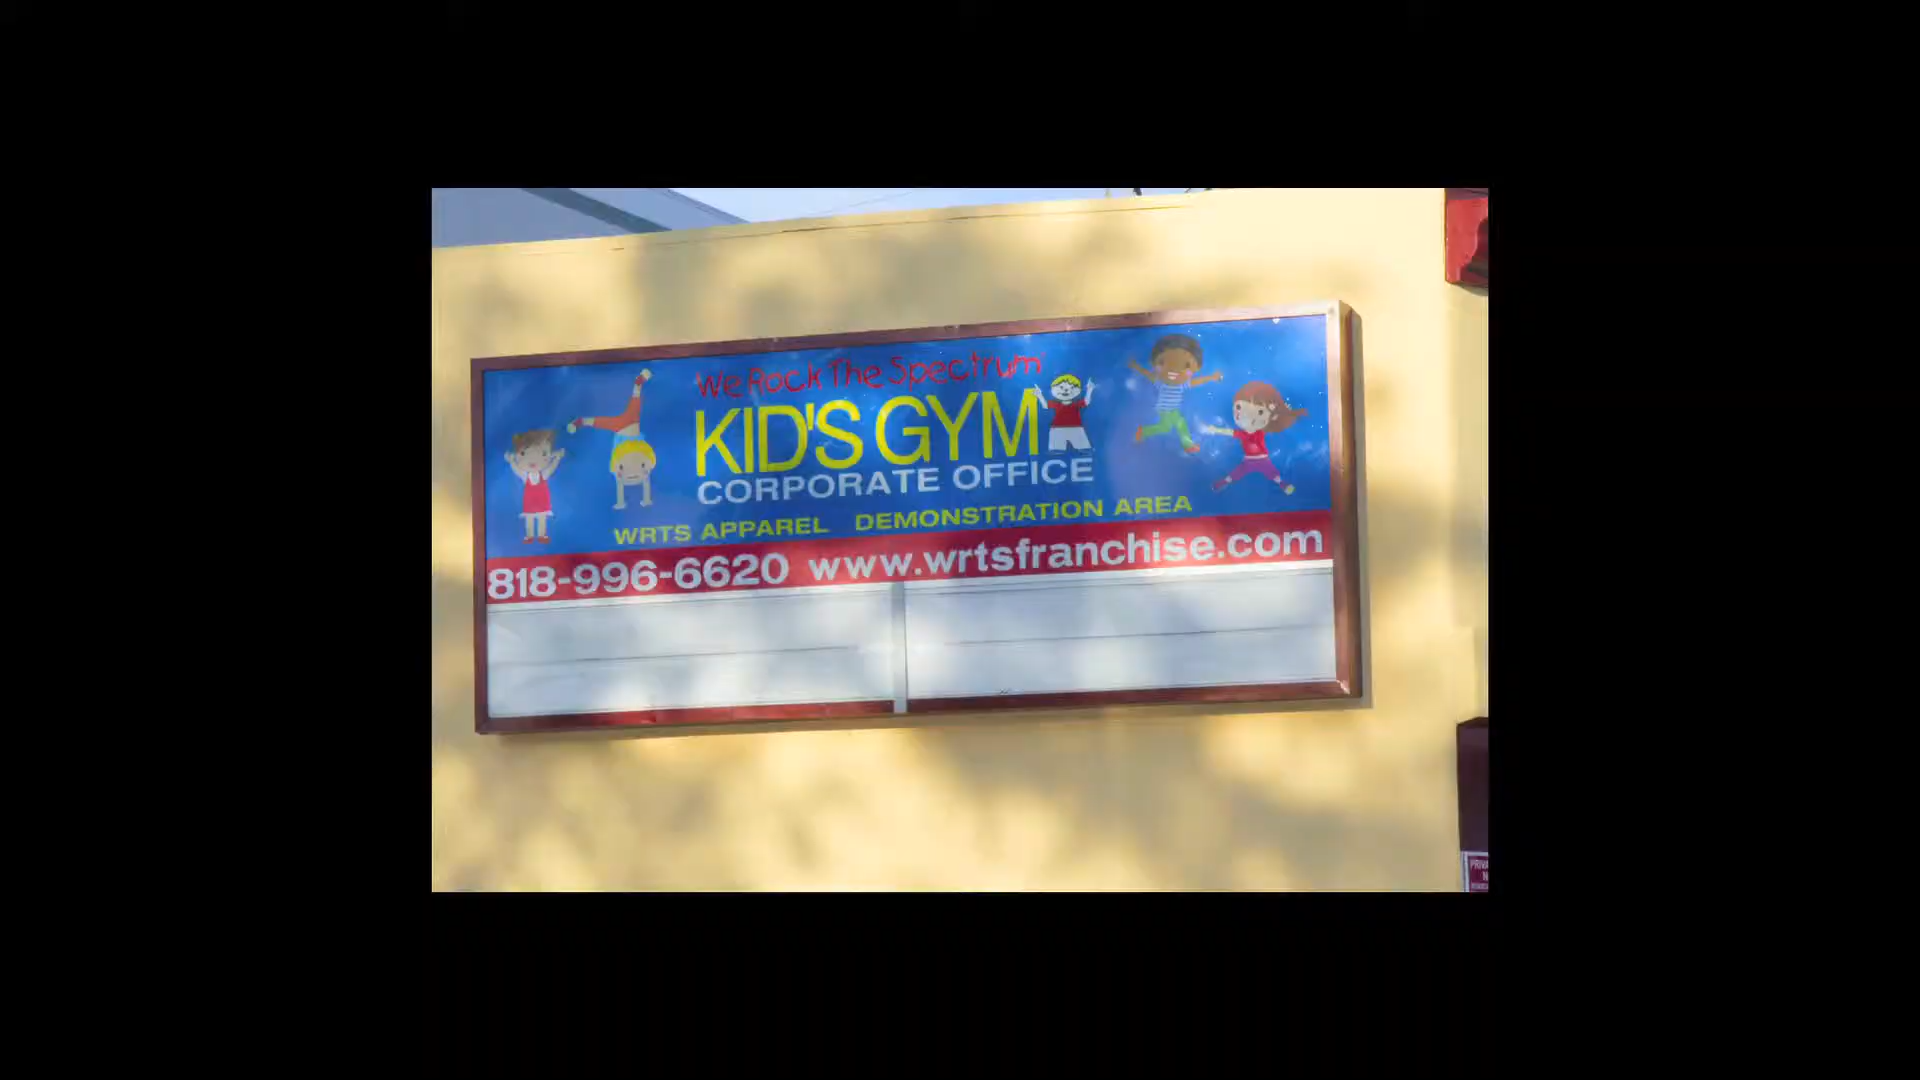 We Rock The Spectrum
KID'S GYM
CORPORATE OFFICE
WRTS APPAREL DEMONSTRATION AREA
818-996-6620 www.wrtsfranchise.com